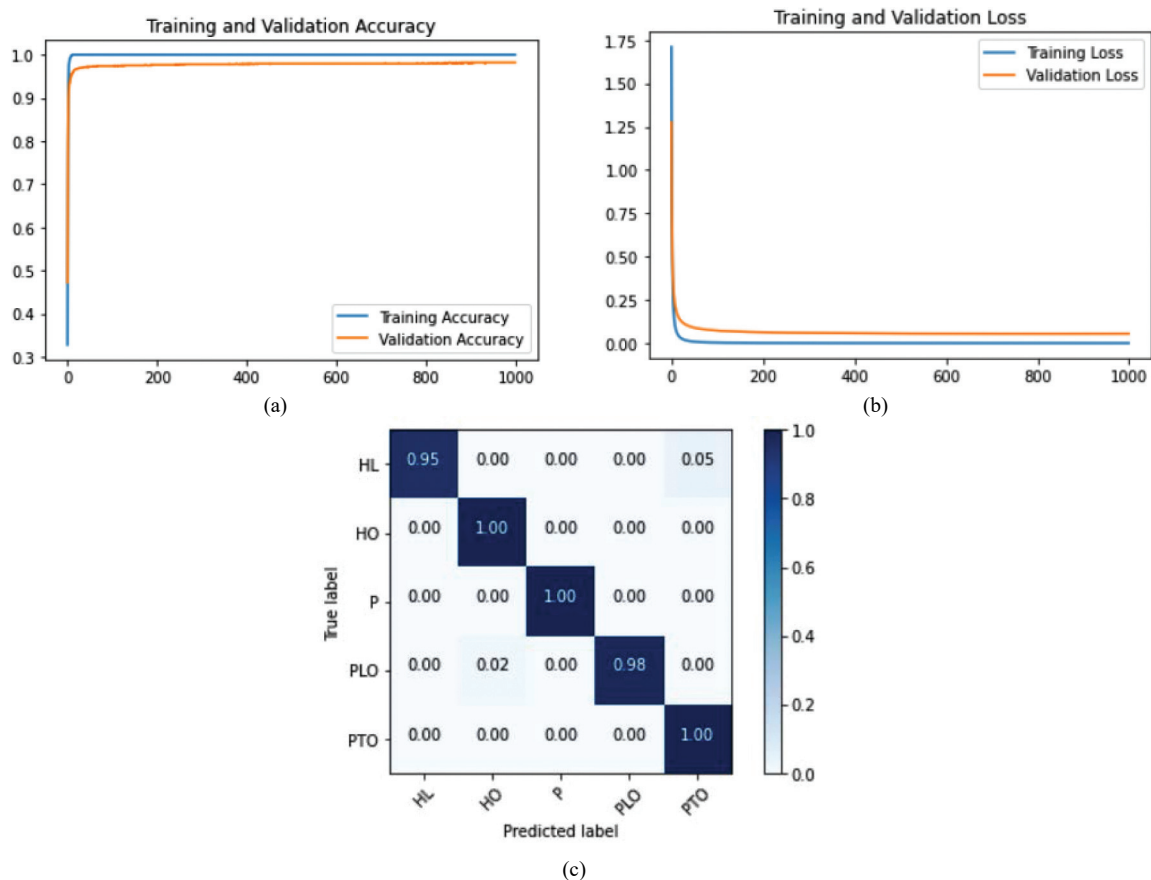 Training and Validation Accuracy
1.0
0.9
0.8
0.7
0.6
0.5
0.4
0.3
Training Accuracy
Validation Accuracy
0 200 400 600 800 1000
(a)
Training and Validation Loss
1.75
1.50
1.25
1.00
0.75
0.50
0.25
0.00
Training Loss
Validation Loss
0 200 400 600 800 1000
(b)
True label
HL 0.95 0.00 0.00 0.00 0.05
HO 0.00 1.00 0.00 0.00 0.00
P 0.00 0.00 1.00 0.00 0.00
PLO 0.00 0.02 0.00 0.98 0.00
PTO 0.00 0.00 0.00 0.00 1.00
HL HO P PLO PTO
Predicted label
1.0
0.8
0.6
0.4
0.2
0.0
(c)